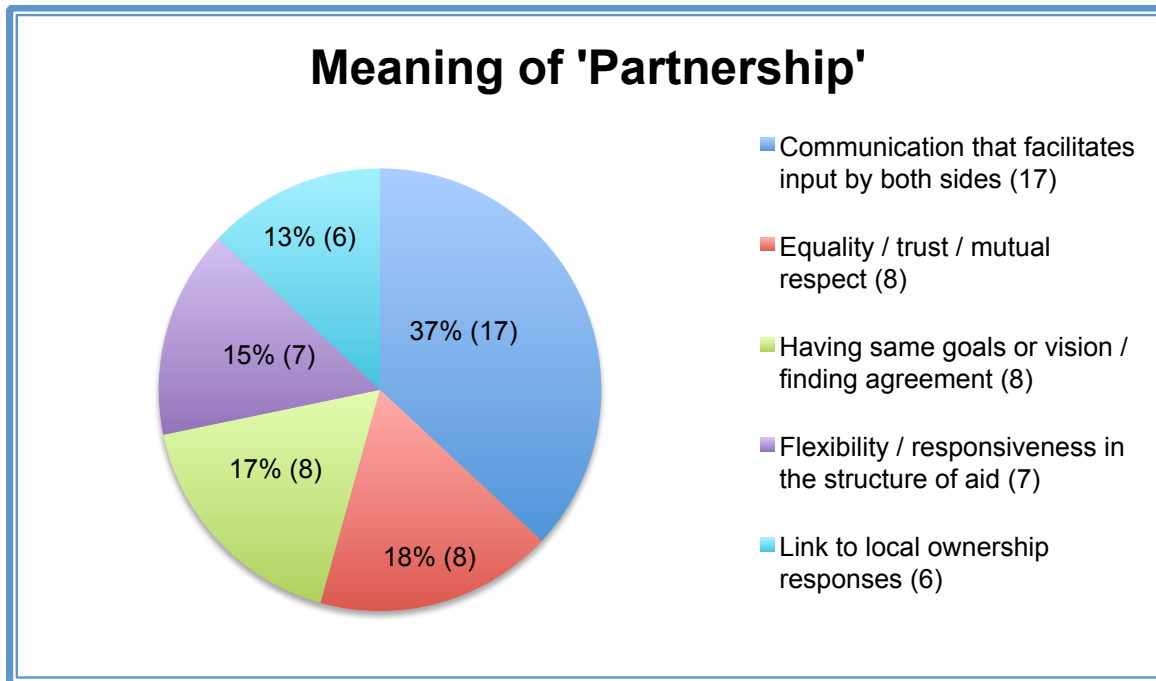 Meaning of 'Partnership'
13% (6)
37% (17)
15% (7)
17% (8)
18% (8)
Communication that facilitates
input by both sides (17)
Equality / trust / mutual
respect (8)
Having same goals or vision /
finding agreement (8)
Flexibility / responsiveness in
the structure of aid (7)
Link to local ownership
responses (6)